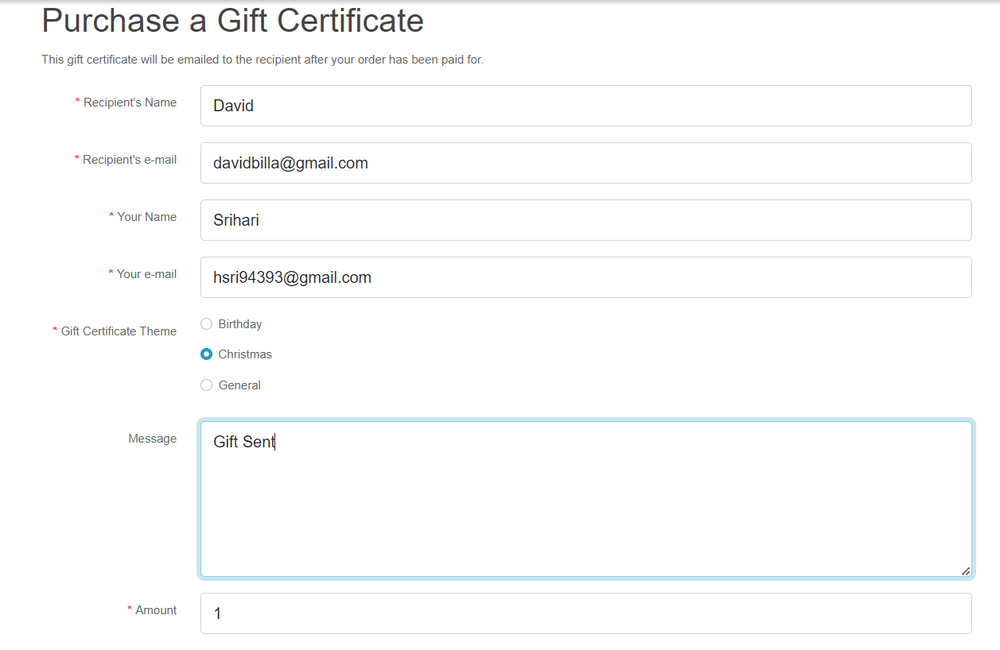 Purchase a Gift Certificate
This gift certificate will be emailed to the recipient after your order has been paid for.
* Recipient's Name David
* Recipient's e-mail davidbilla@gmail.com
* Your Name Srihari
* Your e-mail hsri94393@gmail.com
* Gift Certificate Theme Birthday
Christmas
General
Message Gift Sent
* Amount 1